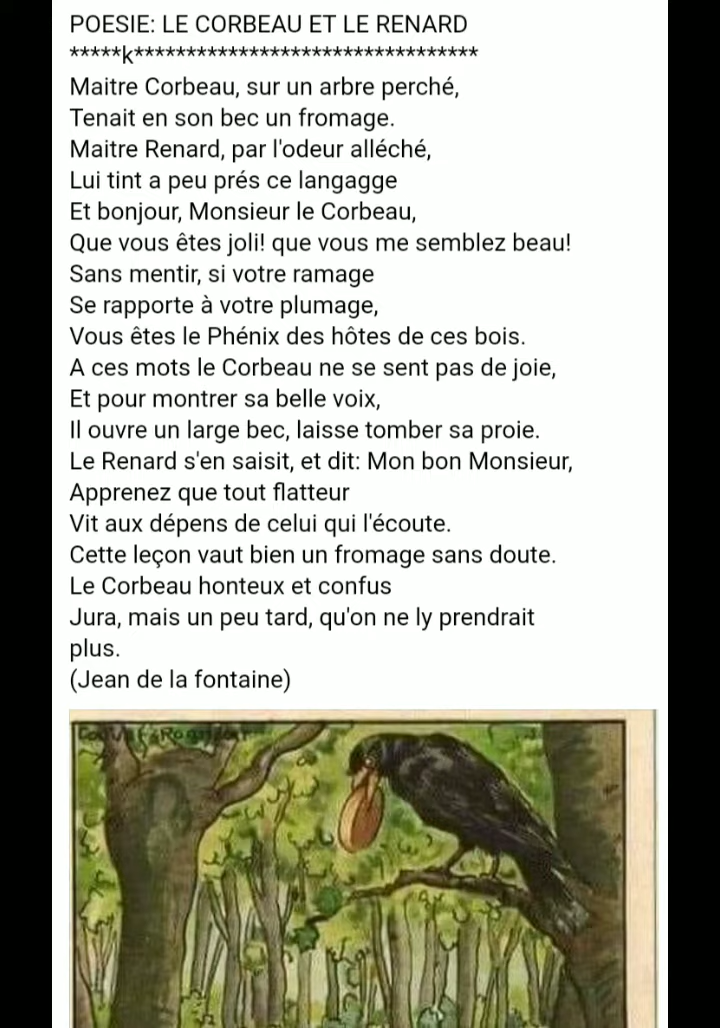 POESIE: LE CORBEAU ET LE RENARD
*****k*********************************
Maitre Corbeau, sur un arbre perché,
Tenait en son bec un fromage.
Maitre Renard, par l'odeur alléché,
Lui tint a peu prés ce langagge
Et bonjour, Monsieur le Corbeau,
Que vous êtes joli! que vous me semblez beau!
Sans mentir, si votre ramage
Se rapporte à votre plumage,
Vous êtes le Phénix des hôtes de ces bois.
A ces mots le Corbeau ne se sent pas de joie,
Et pour montrer sa belle voix,
Il ouvre un large bec, laisse tomber sa proie.
Le Renard s'en saisit, et dit: Mon bon Monsieur,
Apprenez que tout flatteur
Vit aux dépens de celui qui l'écoute.
Cette leçon vaut bien un fromage sans doute.
Le Corbeau honteux et confus
Jura, mais un peu tard, qu'on ne ly prendrait
plus.
(Jean de la fontaine)